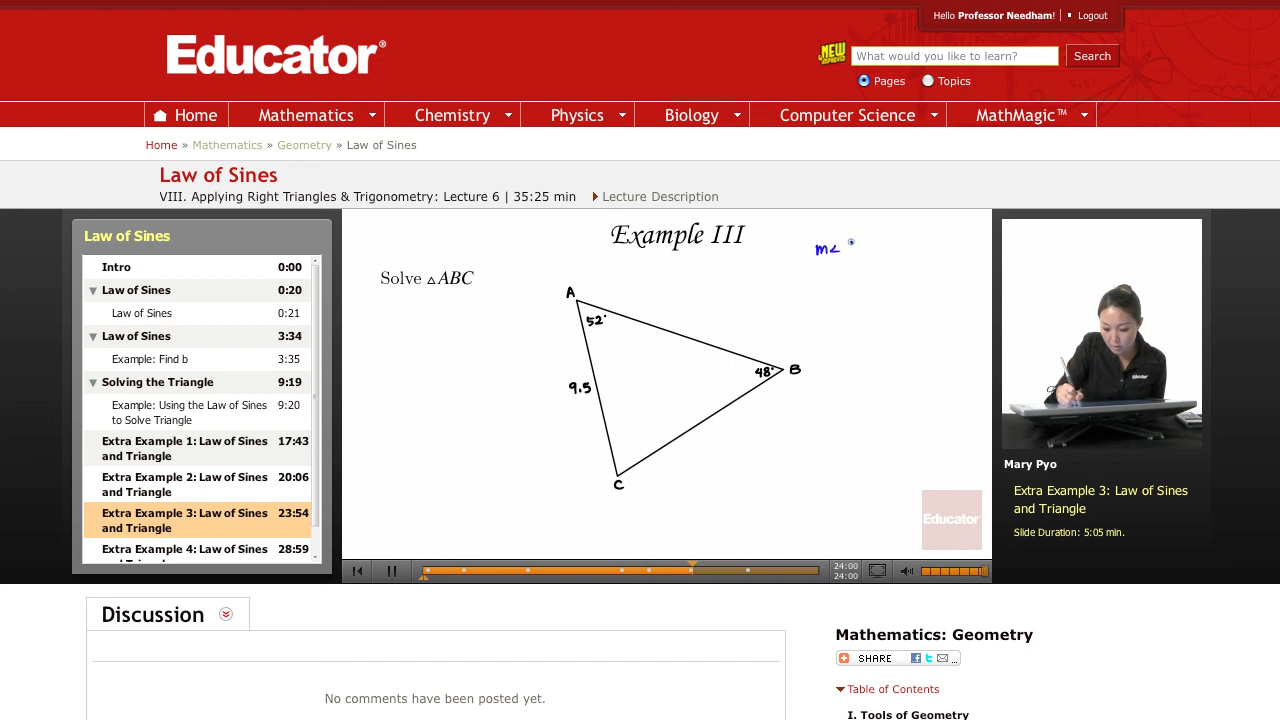 Hello Professor Needham! Logout
Educator®
NEW
What would you like to learn? Search
Pages Topics
Home Mathematics Chemistry Physics Biology Computer Science MathMagic™
Home » Mathematics » Geometry » Law of Sines
Law of Sines
VIII. Applying Right Triangles & Trigonometry: Lecture 6 | 35:25 min Lecture Description
Law of Sines
Intro 0:00
Law of Sines 0:20
Law of Sines 0:21
Law of Sines 3:34
Example: Find b 3:35
Solving the Triangle 9:19
Example: Using the Law of Sines 9:20
to Solve Triangle
Extra Example 1: Law of Sines 17:43
and Triangle
Extra Example 2: Law of Sines 20:06
and Triangle
Extra Example 3: Law of Sines 23:54
and Triangle
Extra Example 4: Law of Sines 28:59
and Triangle
Example III
m∠
Solve △ABC
A
52°
48° B
9.5
C
Educator
24:00
24:00
Educator
Mary Pyo
Extra Example 3: Law of Sines
and Triangle
Slide Duration: 5:05 min.
Discussion
No comments have been posted yet.
Mathematics: Geometry
SHARE ...
Table of Contents
I. Tools of Geometry